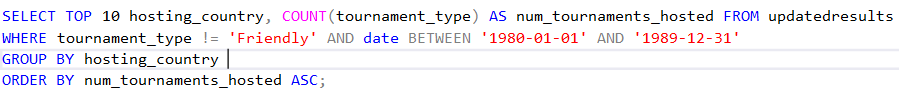 SELECT TOP 10 hosting_country, COUNT(tournament_type) AS num_tournaments_hosted FROM updatedresults
WHERE tournament_type != 'Friendly' AND date BETWEEN '1980-01-01' AND '1989-12-31'
GROUP BY hosting_country
ORDER BY num_tournaments_hosted ASC;